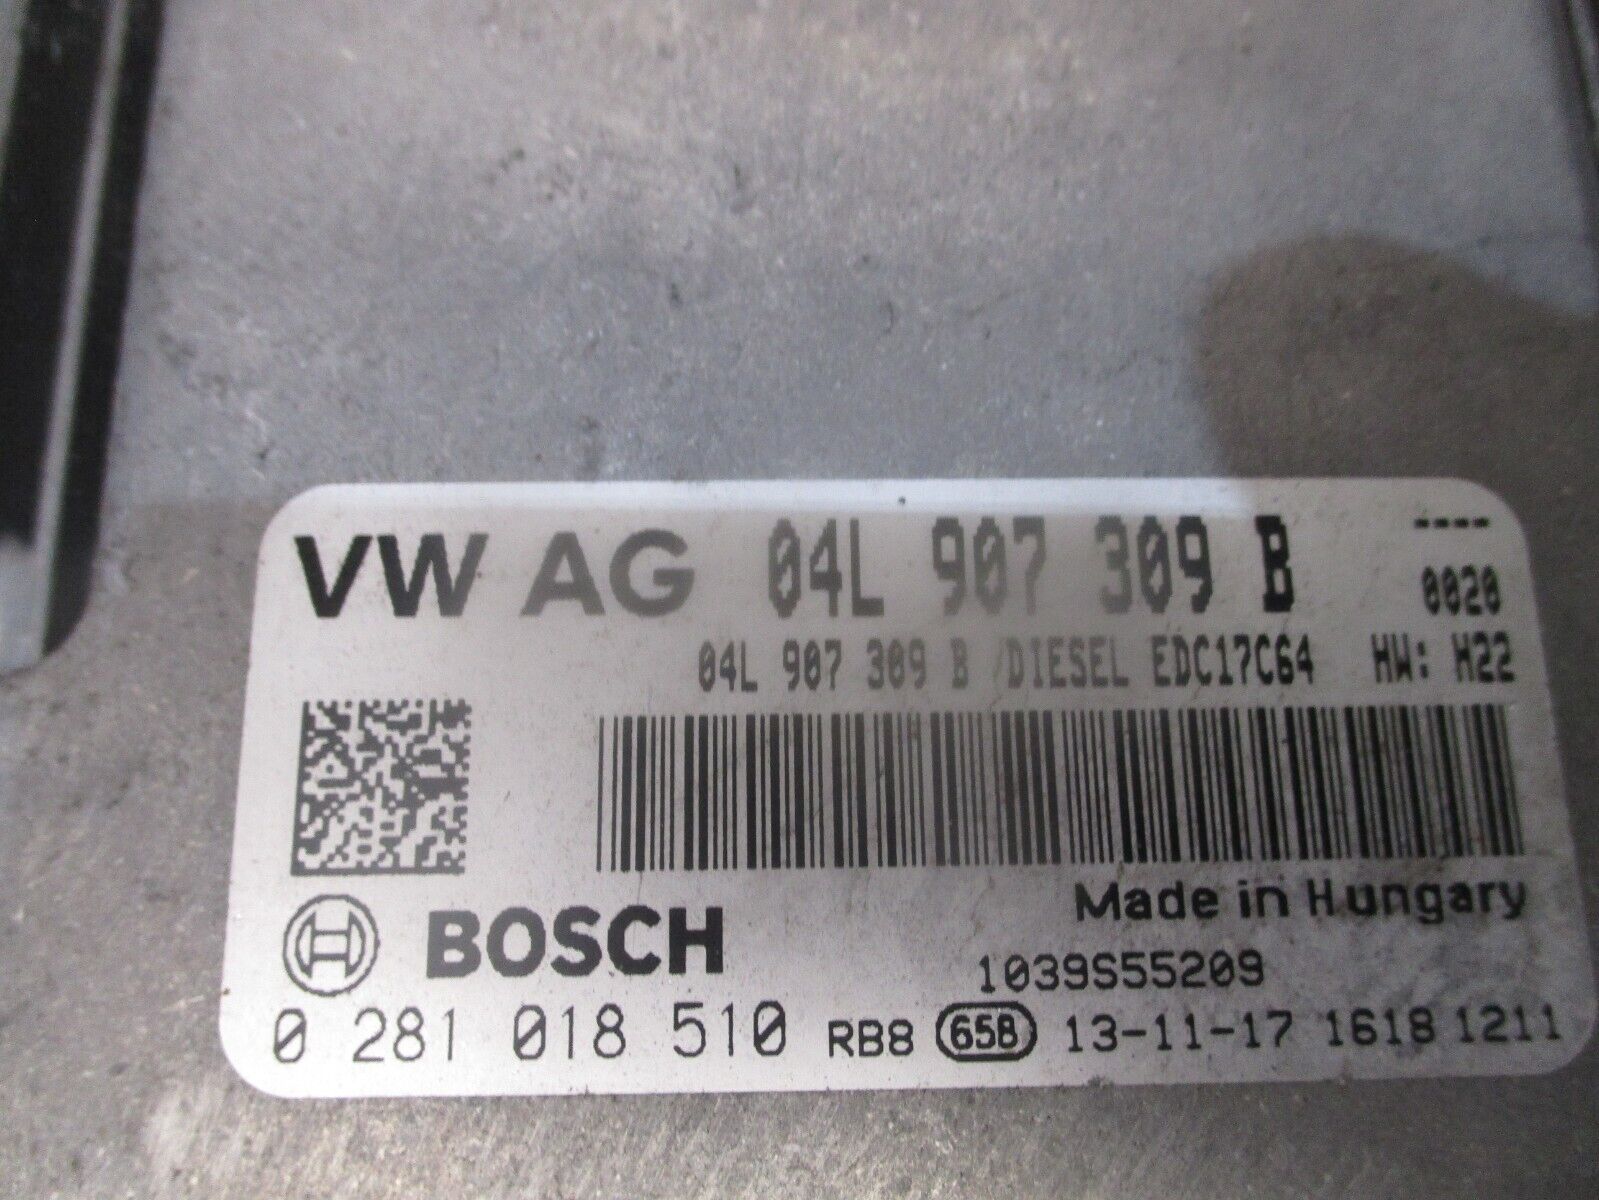 VW AG 04L 907 309 B ----
0020
04L 907 309 B DIESEL EDC17C64 HW: H22
Made in Hungary
BOSCH
1039S55209
0 281 018 510 RB8 65B 13-11-17 1618 1211